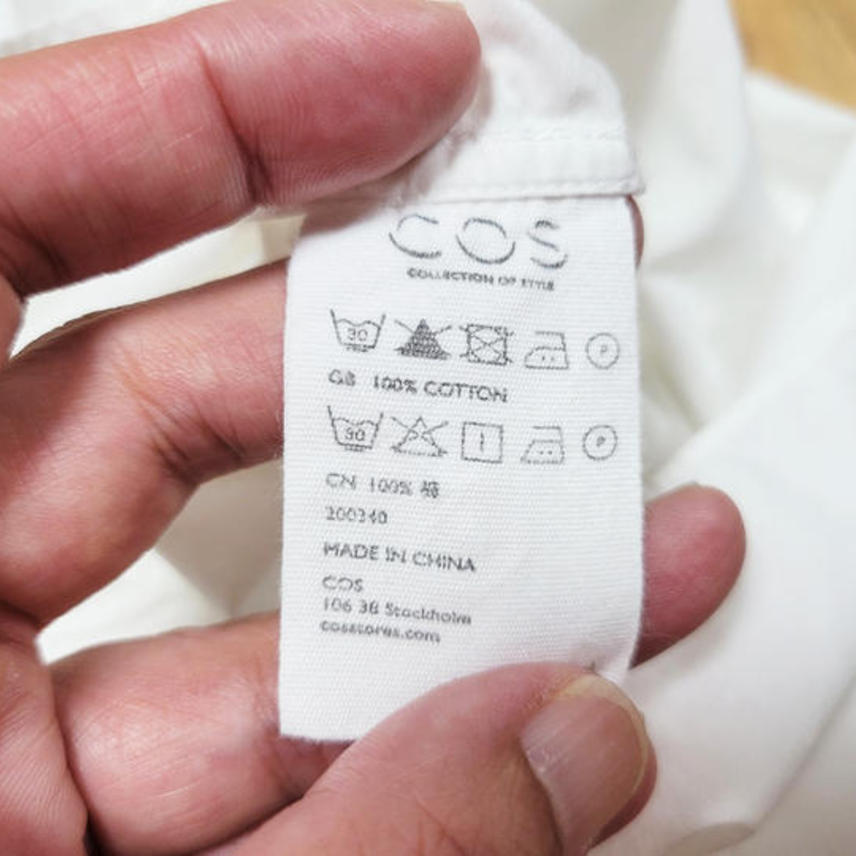 COS
COLLECTION OF STYLE
30
P
GB 100% COTTON
30
P
CN 100% 棉
200340
MADE IN CHINA
COS
106 38 Stockholm
cosstores.com